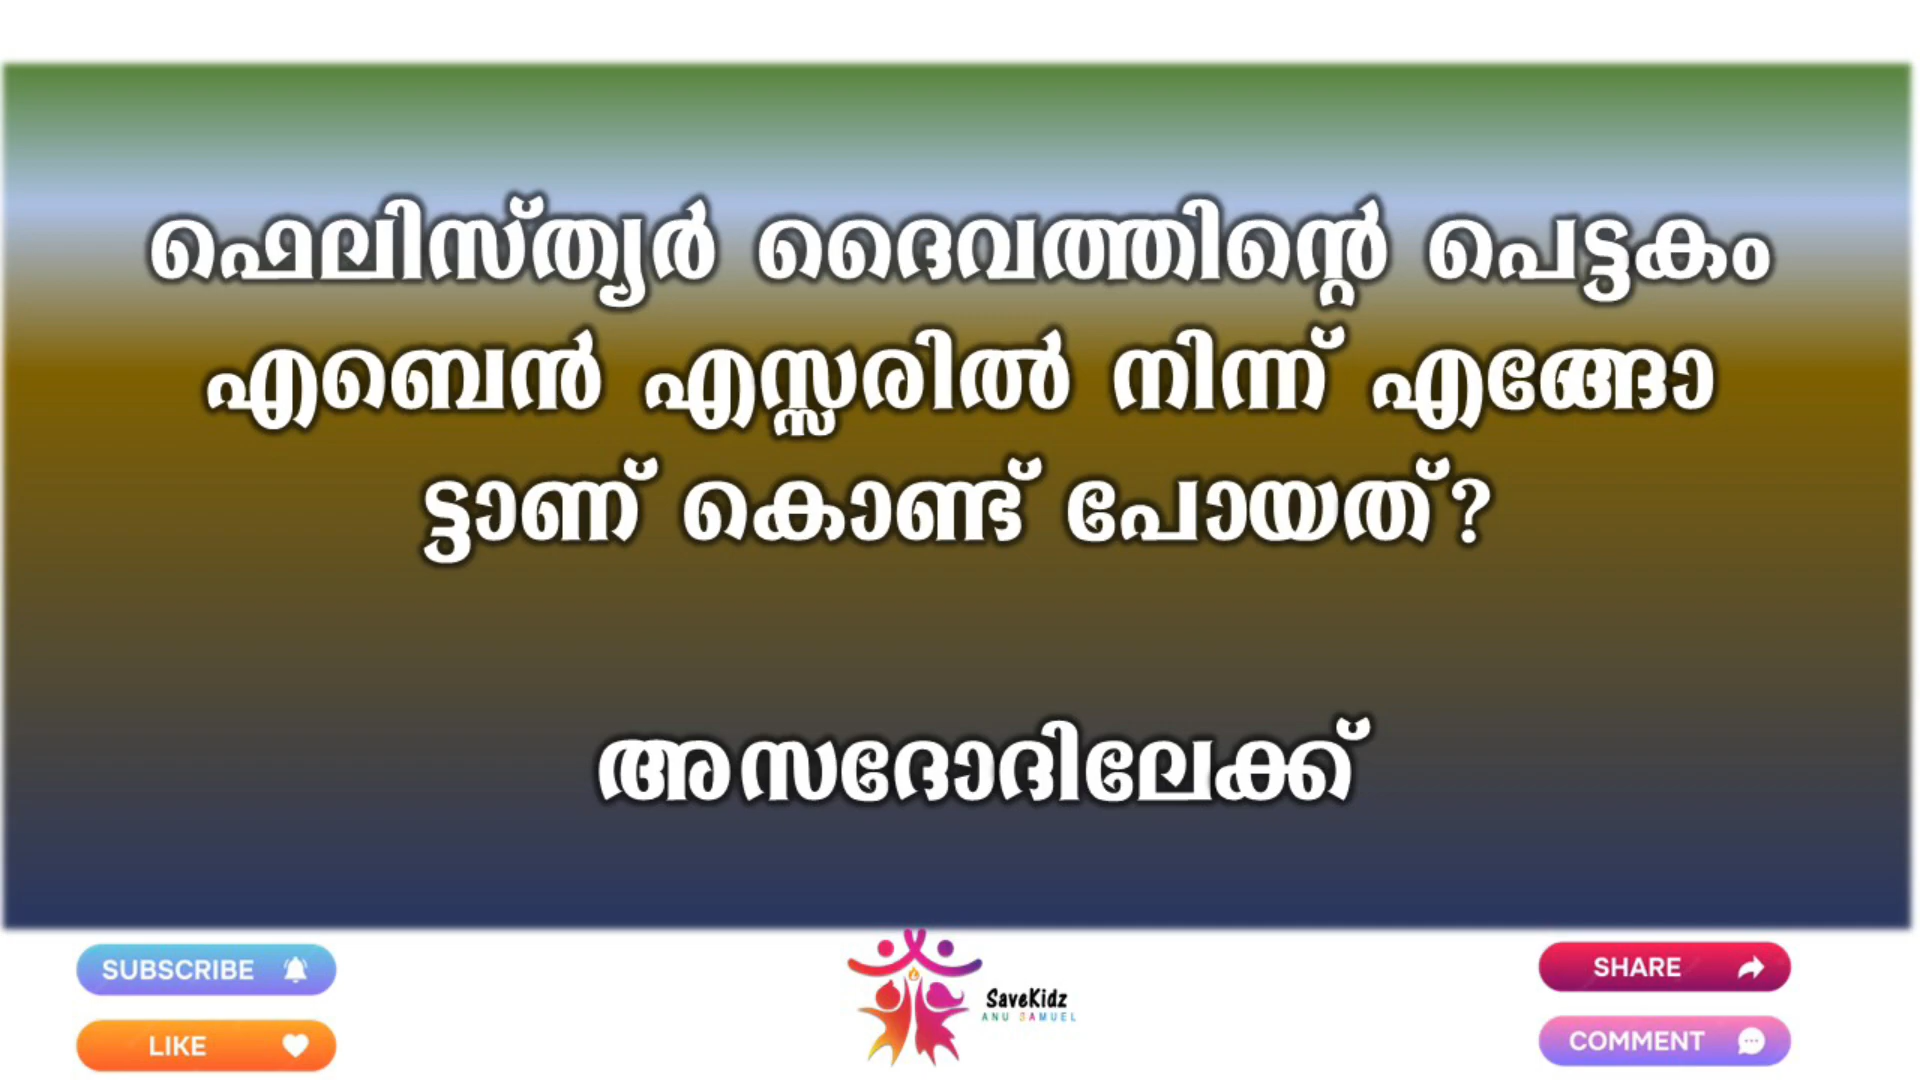 ഫെലിസ്ത്യർ ദൈവത്തിന്റെ പെട്ടകം
എബെൻ എസ്സരിൽ നിന്ന് എങ്ങോ
ട്ടാണ് കൊണ്ട് പോയത്?
അസദോദിലേക്ക്
SUBSCRIBE
LIKE
SaveKidz
ANU SAMUEL
SHARE
COMMENT